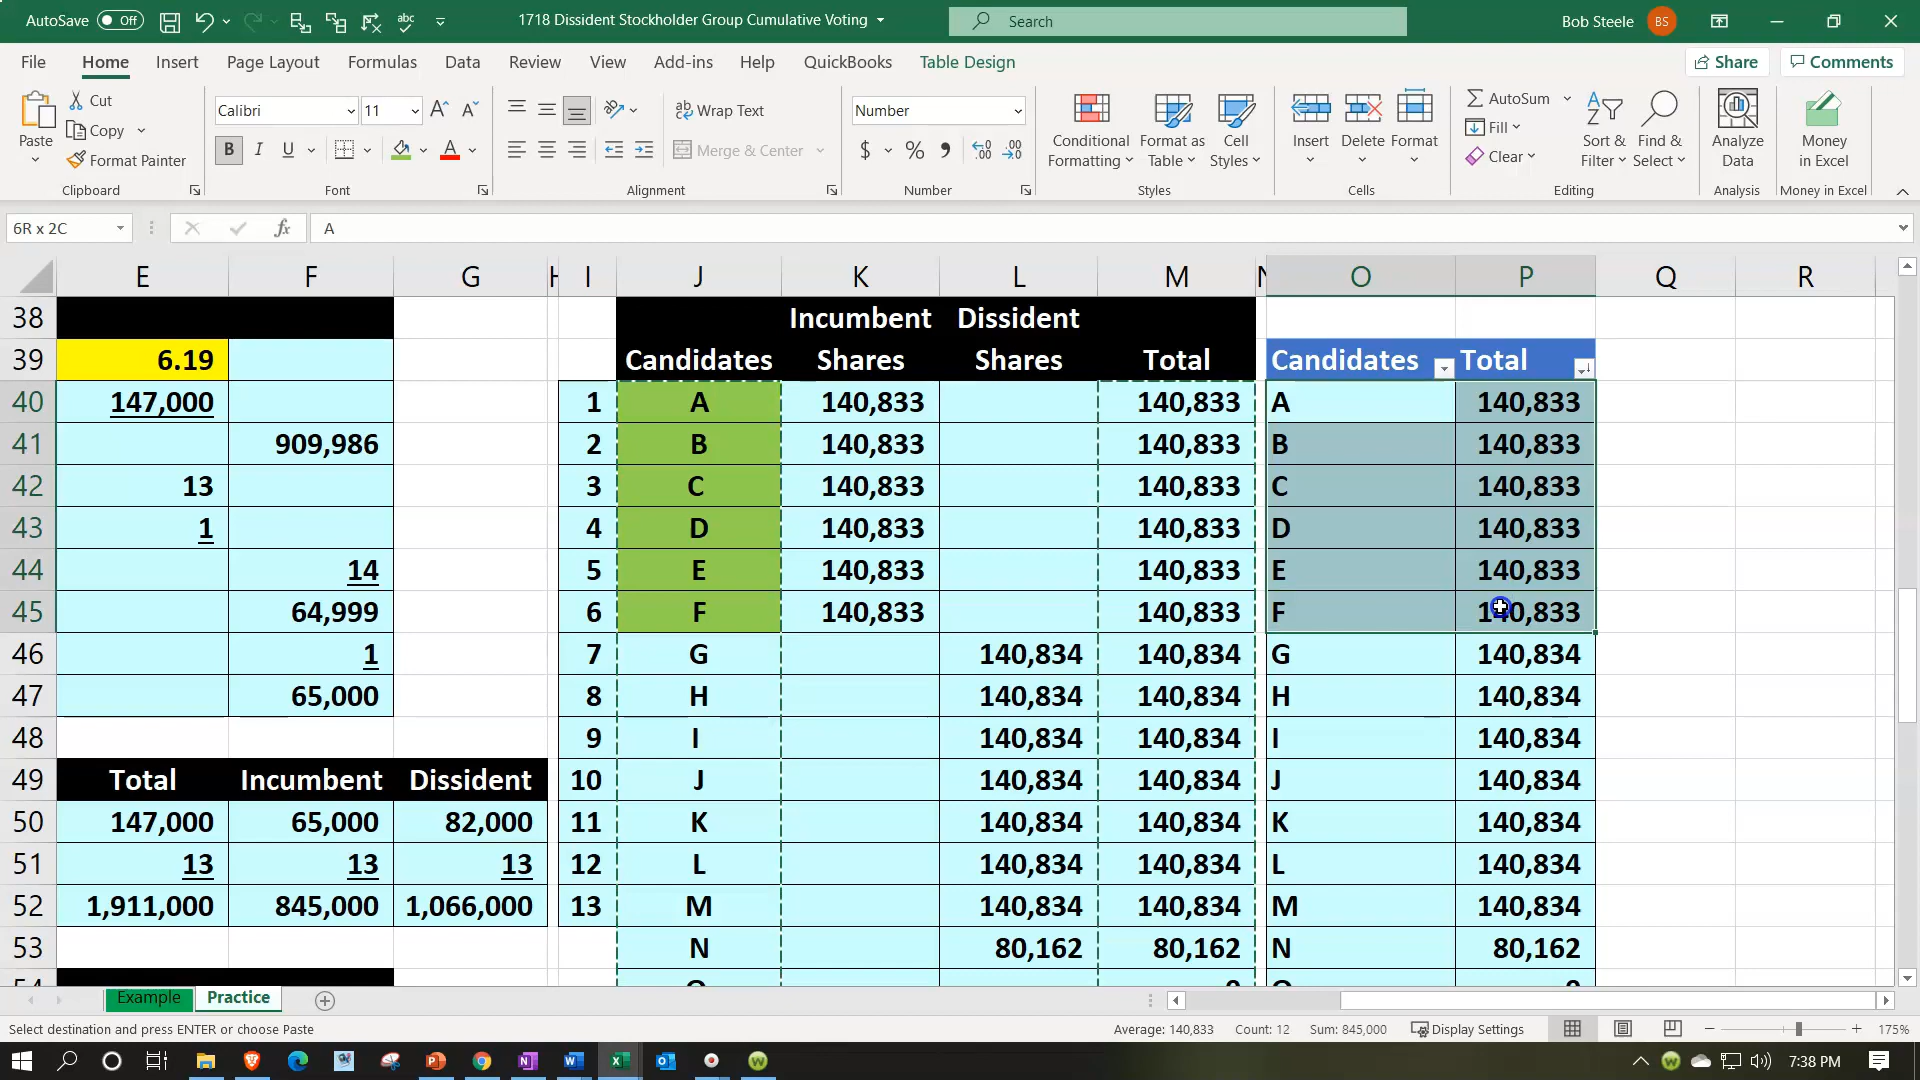 AutoSave Off 1718 Dissident Stockholder Group Cumulative Voting Search Bob Steele BS
File Home Insert Page Layout Formulas Data Review View Add-ins Help QuickBooks Table Design Share Comments
Paste Cut Copy Format Painter Clipboard
Calibri 11 B I U A Font
Wrap Text Merge & Center Alignment
Number $ % Number
Conditional Formatting Format as Table Cell Styles Styles
Insert Delete Format Cells
AutoSum Fill Clear Sort & Filter Find & Select Editing
Analyze Data Analysis
Money in Excel Money in Excel
6R x 2C fx A
E F G H I J K L M N O P Q R
38 Incumbent Dissident
39 6.19 Candidates Shares Shares Total Candidates Total
40 147,000 1 A 140,833 140,833 A 140,833
41 909,986 2 B 140,833 140,833 B 140,833
42 13 3 C 140,833 140,833 C 140,833
43 1 4 D 140,833 140,833 D 140,833
44 14 5 E 140,833 140,833 E 140,833
45 64,999 6 F 140,833 140,833 F 140,833
46 1 7 G 140,834 140,834 G 140,834
47 65,000 8 H 140,834 140,834 H 140,834
48 9 I 140,834 140,834 I 140,834
49 Total Incumbent Dissident 10 J 140,834 140,834 J 140,834
50 147,000 65,000 82,000 11 K 140,834 140,834 K 140,834
51 13 13 13 12 L 140,834 140,834 L 140,834
52 1,911,000 845,000 1,066,000 13 M 140,834 140,834 M 140,834
53 N 80,162 80,162 N 80,162
54 O 0 O 0
Example Practice
Select destination and press ENTER or choose Paste Average: 140,833 Count: 12 Sum: 845,000 Display Settings 175%
7:38 PM